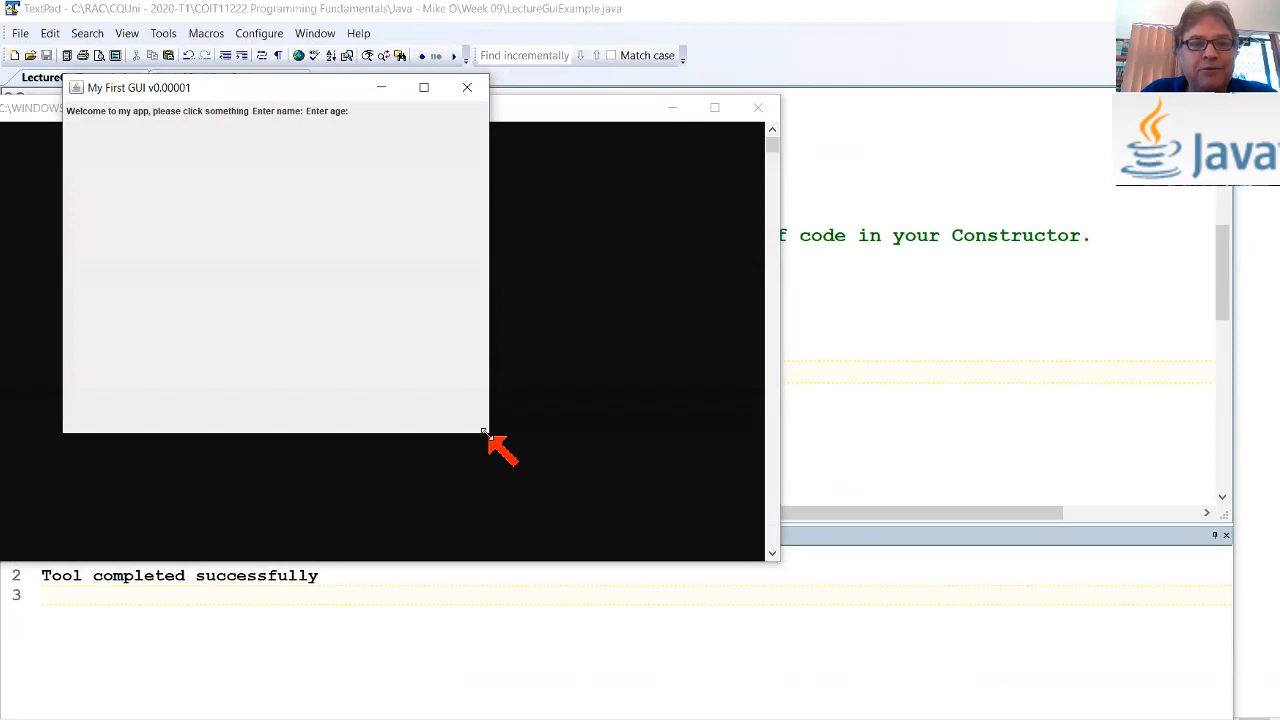 TextPad - C:\RAC\CQUni - 2020-T1\COIT11222 Programming Fundamentals\Java - Mike O\Week 09\LectureGuiExample.java
File Edit Search View Tools Macros Configure Window Help
Find incrementally Match case
My First GUI v0.00001
Welcome to my app, please click something Enter name: Enter age:
C:\WINDOWS
Java
code in your Constructor.
2 Tool completed successfully
3